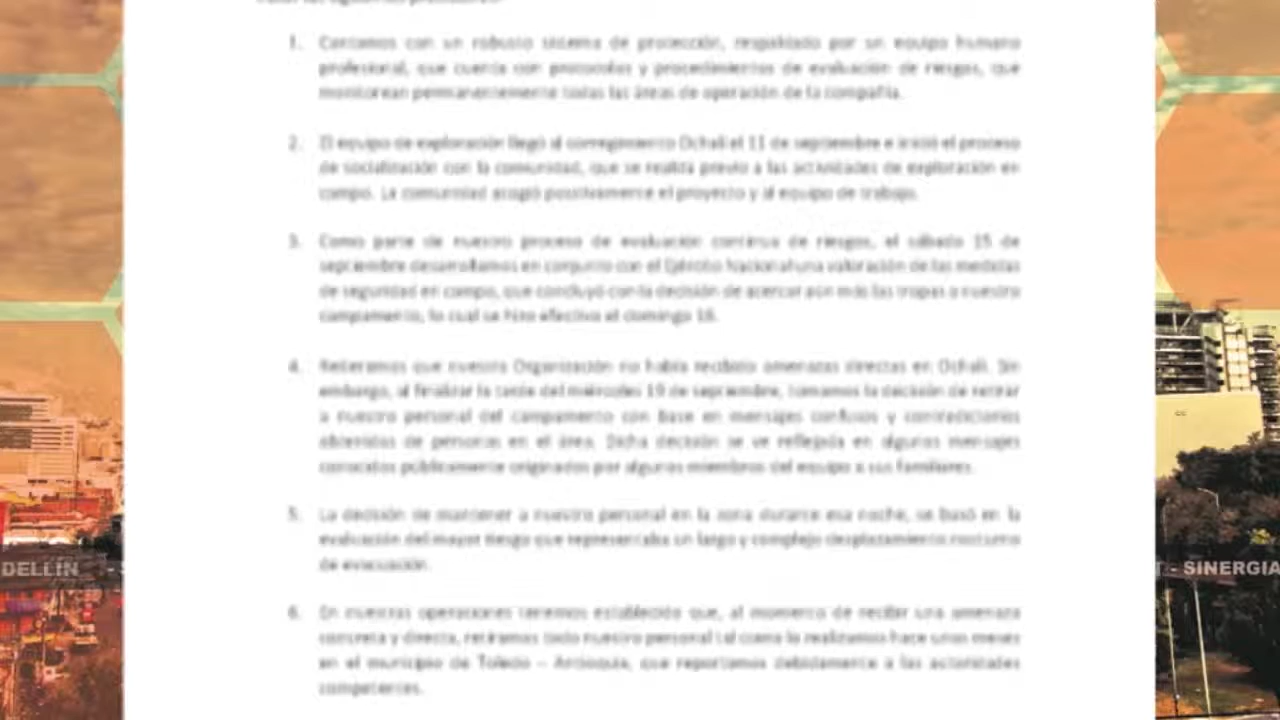 1. Contamos con un robusto sistema de protección, respaldado por un equipo humano
profesional, que cuenta con protocolos y procedimientos de evaluación de riesgos, que
monitorean permanentemente todas las áreas de operación de la compañía.
2. El equipo de exploración llegó al corregimiento Ochalí el 11 de septiembre e inició el proceso
de socialización con la comunidad, que se realiza previo a las actividades de exploración en
campo. La comunidad acogió positivamente el proyecto y al equipo de trabajo.
3. Como parte de nuestro proceso de evaluación continua de riesgos, el sábado 15 de
septiembre desarrollamos en conjunto con el Ejército Nacional una valoración de las medidas
de seguridad en campo, que concluyó con la decisión de acercar aún más las tropas a nuestro
campamento, lo cual se hizo efectivo el domingo 16.
4. Reiteramos que nuestra Organización no había recibido amenazas directas en Ochalí. Sin
embargo, al finalizar la tarde del miércoles 19 de septiembre, tomamos la decisión de retirar
a nuestro personal del campamento con base en mensajes confusos y contradictorios
obtenidos de personas en el área. Dicha decisión se ve reflejada en algunos mensajes
conocidos públicamente originados por algunos miembros del equipo a sus familiares.
5. La decisión de mantener a nuestro personal en la zona durante esa noche, se basó en la
evaluación del mayor riesgo que representaba un largo y complejo desplazamiento nocturno
de evacuación.
DELLÍN - S
T - SINERGIA
6. En nuestras operaciones tenemos establecido que, al momento de recibir una amenaza
concreta y directa, retiramos todo nuestro personal tal como lo realizamos hace unos meses
en el municipio de Toledo – Antioquia, que reportamos debidamente a las autoridades
competentes.